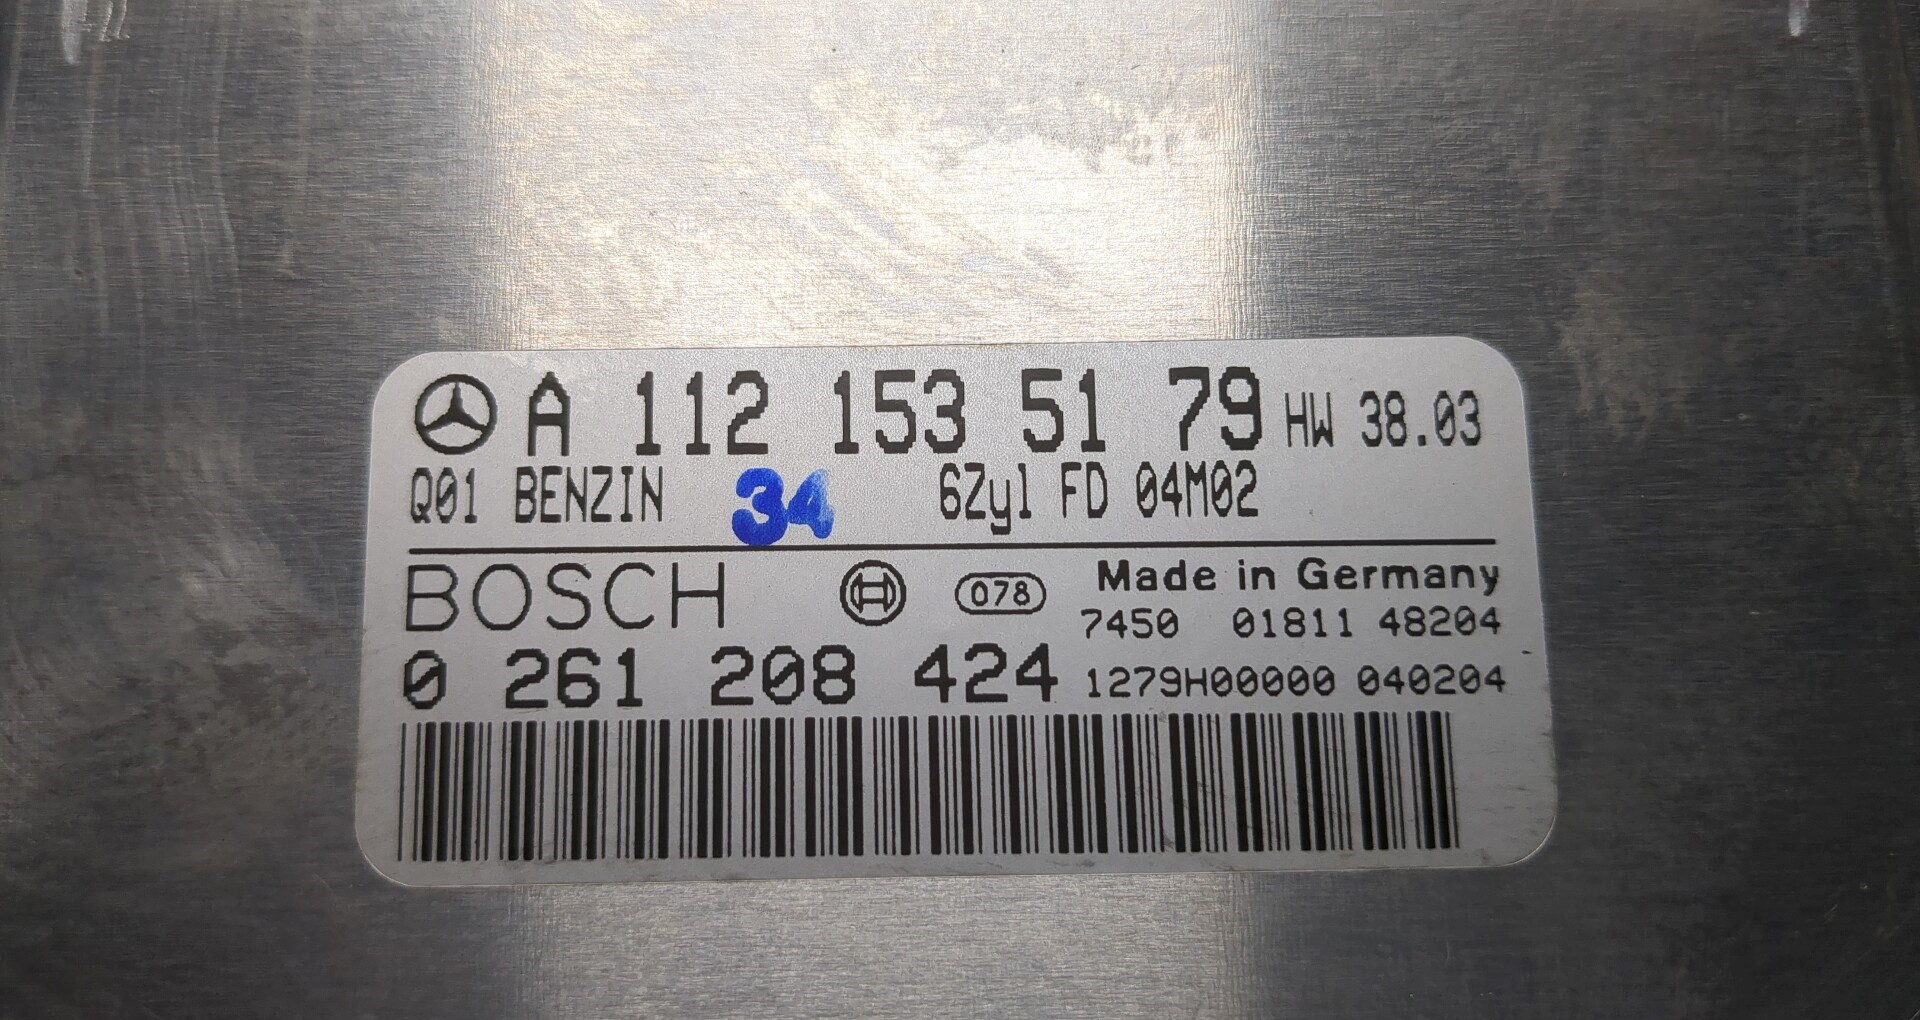 A 112 153 51 79 HW 38.03
Q01 BENZIN 34 6Zyl FD 04M02
BOSCH 078 Made in Germany
7450 01811 48204
0 261 208 424 1279H00000 040204